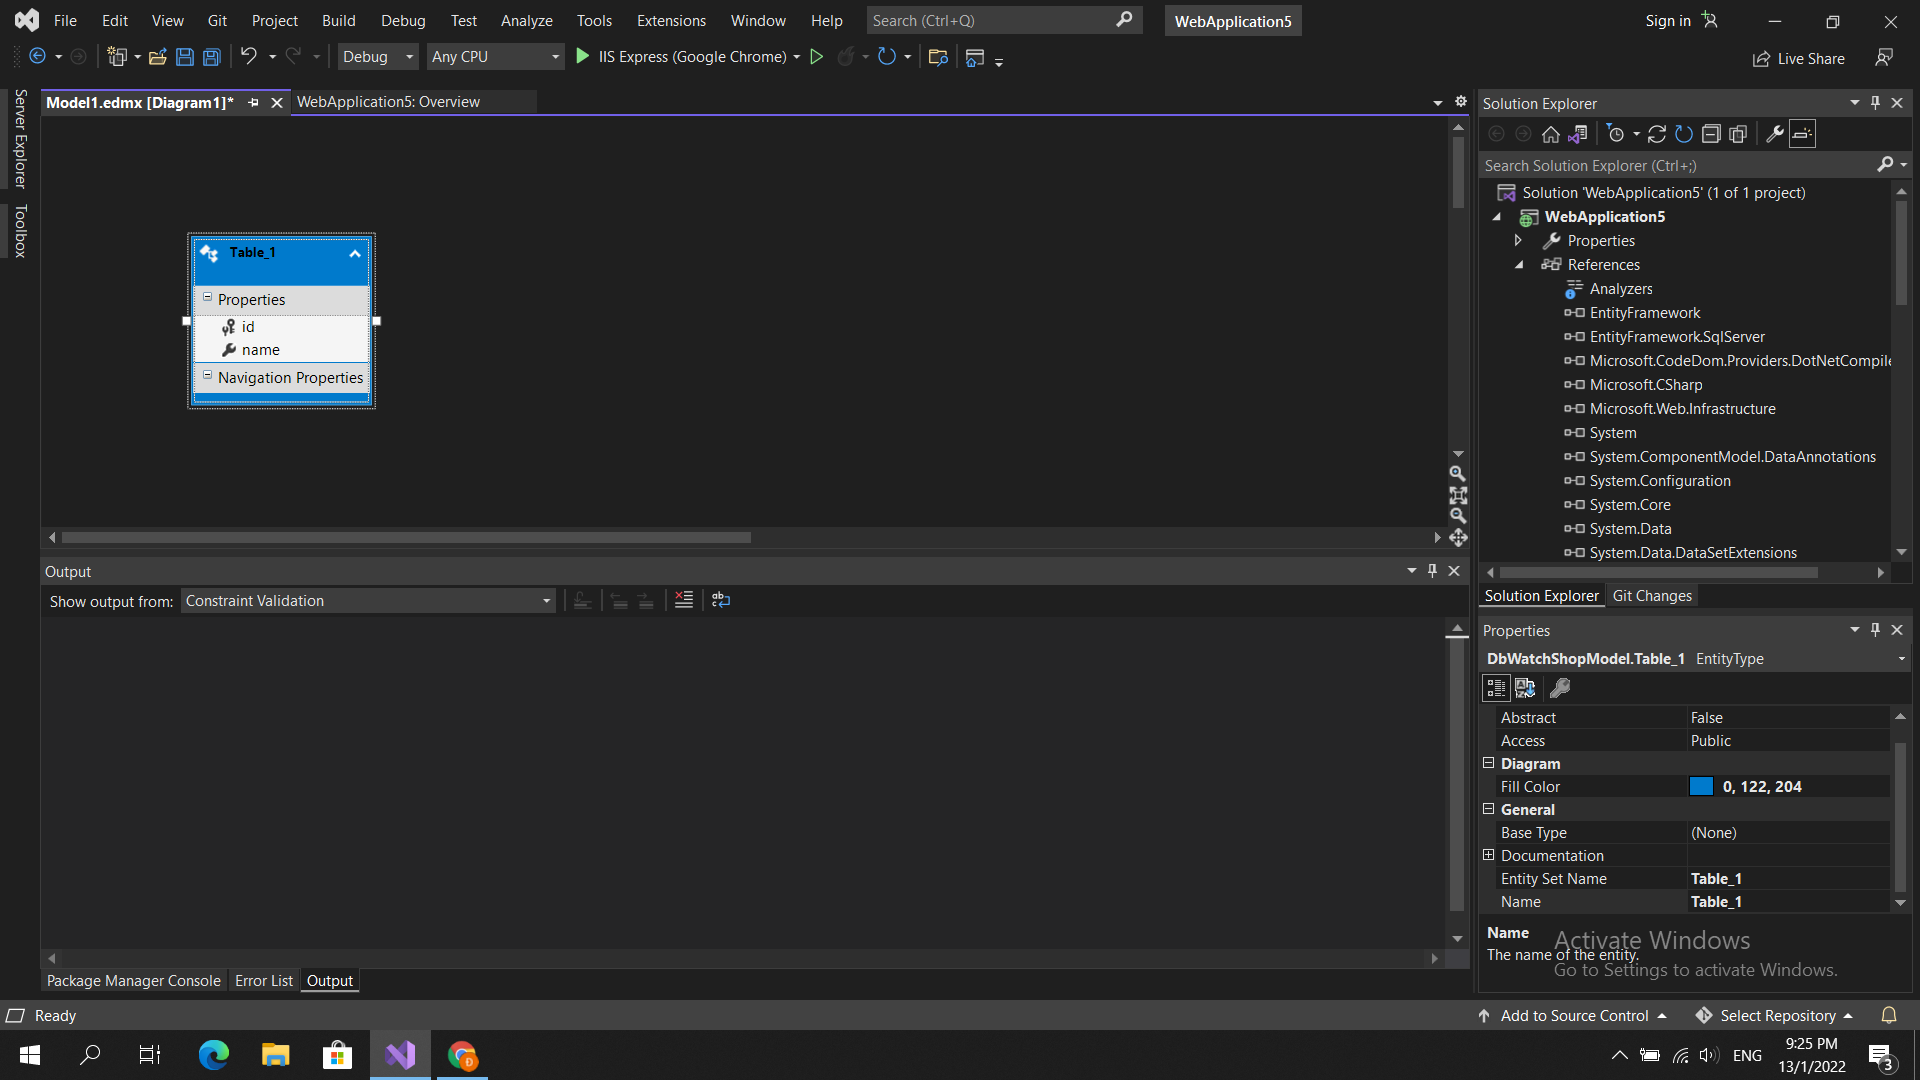 File Edit View Git Project Build Debug Test Analyze Tools Extensions Window Help Search (Ctrl+Q) WebApplication5 Sign in
Debug Any CPU IIS Express (Google Chrome) Live Share
Server Explorer
Toolbox
Model1.edmx [Diagram1]* WebApplication5: Overview
Table_1
Properties
id
name
Navigation Properties
Output
Show output from: Constraint Validation
Package Manager Console Error List Output
Solution Explorer
Search Solution Explorer (Ctrl+;)
Solution 'WebApplication5' (1 of 1 project)
WebApplication5
Properties
References
Analyzers
EntityFramework
EntityFramework.SqlServer
Microsoft.CodeDom.Providers.DotNetCompile
Microsoft.CSharp
Microsoft.Web.Infrastructure
System
System.ComponentModel.DataAnnotations
System.Configuration
System.Core
System.Data
System.Data.DataSetExtensions
Solution Explorer Git Changes
Properties
DbWatchShopModel.Table_1 EntityType
Abstract False
Access Public
Diagram
Fill Color 0, 122, 204
General
Base Type (None)
Documentation
Entity Set Name Table_1
Name Table_1
Name
The name of the entity.
Activate Windows
Go to Settings to activate Windows.
Ready Add to Source Control Select Repository
ENG 9:25 PM
13/1/2022
3